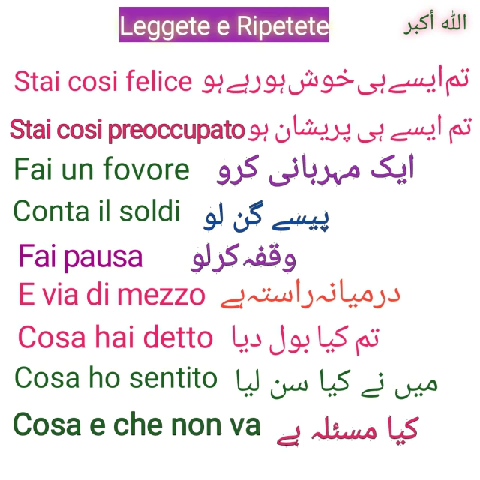 Leggete e Ripetete
الله أكبر
Stai cosi felice تم ایسے ہی خوش ہو رہے ہو
Stai cosi preoccupato تم ایسے ہی پریشان ہو
Fai un fovore ایک مہربانی کرو
Conta il soldi پیسے گن لو
Fai pausa وقفہ کر لو
E via di mezzo درمیانہ راستہ ہے
Cosa hai detto تم کیا بول دیا
Cosa ho sentito میں نے کیا سن لیا
Cosa e che non va کیا مسئلہ ہے